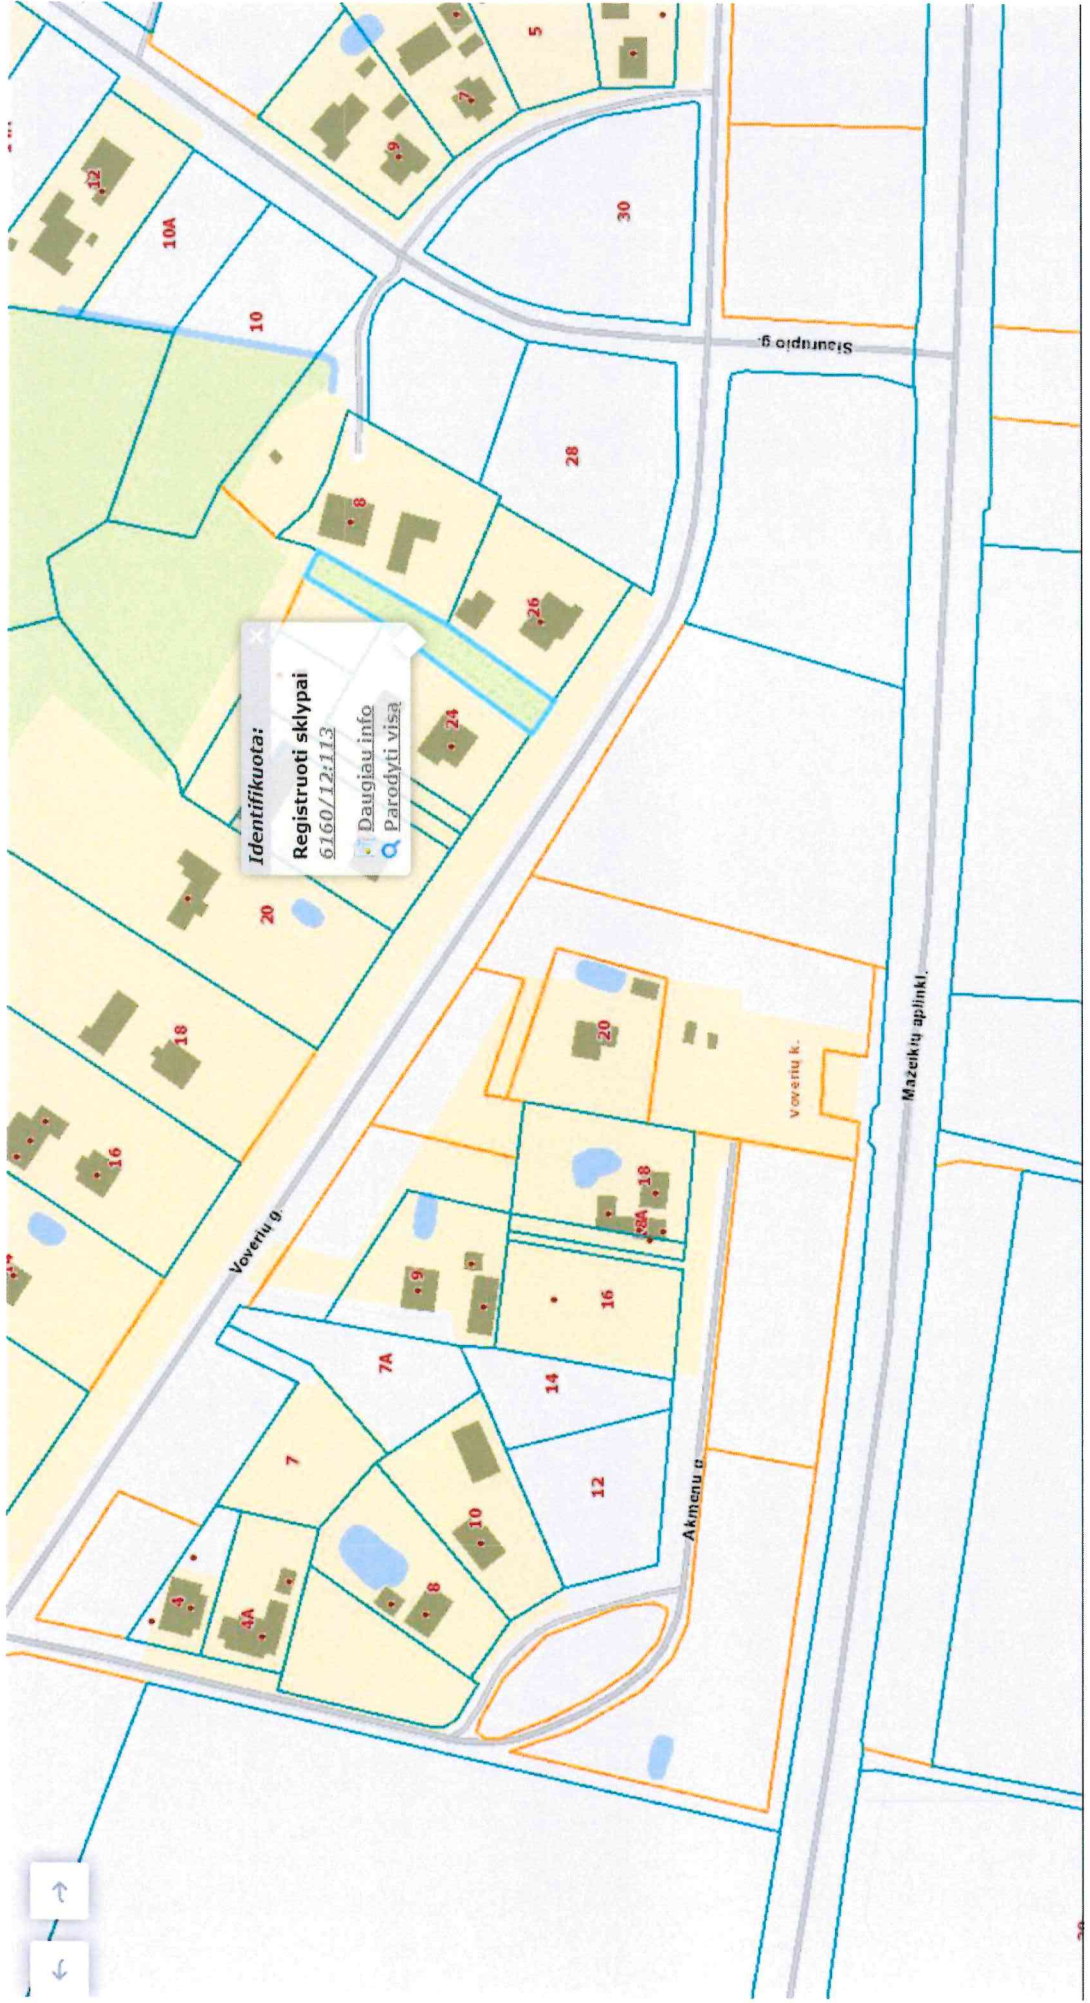 Identifikuota:
Registruoti sklypai
6160/12:113
Daugiau info
Parodyti visą
5
7
9
12
10A
10
30
28
8
26
24
20
18
16
Voverių g.
Šiaurupio g.
Mažeikių aplinkl.
20
Voverių k.
18
18A
16
9
7A
14
12
7
10
8
4
4A
Akmenų g.